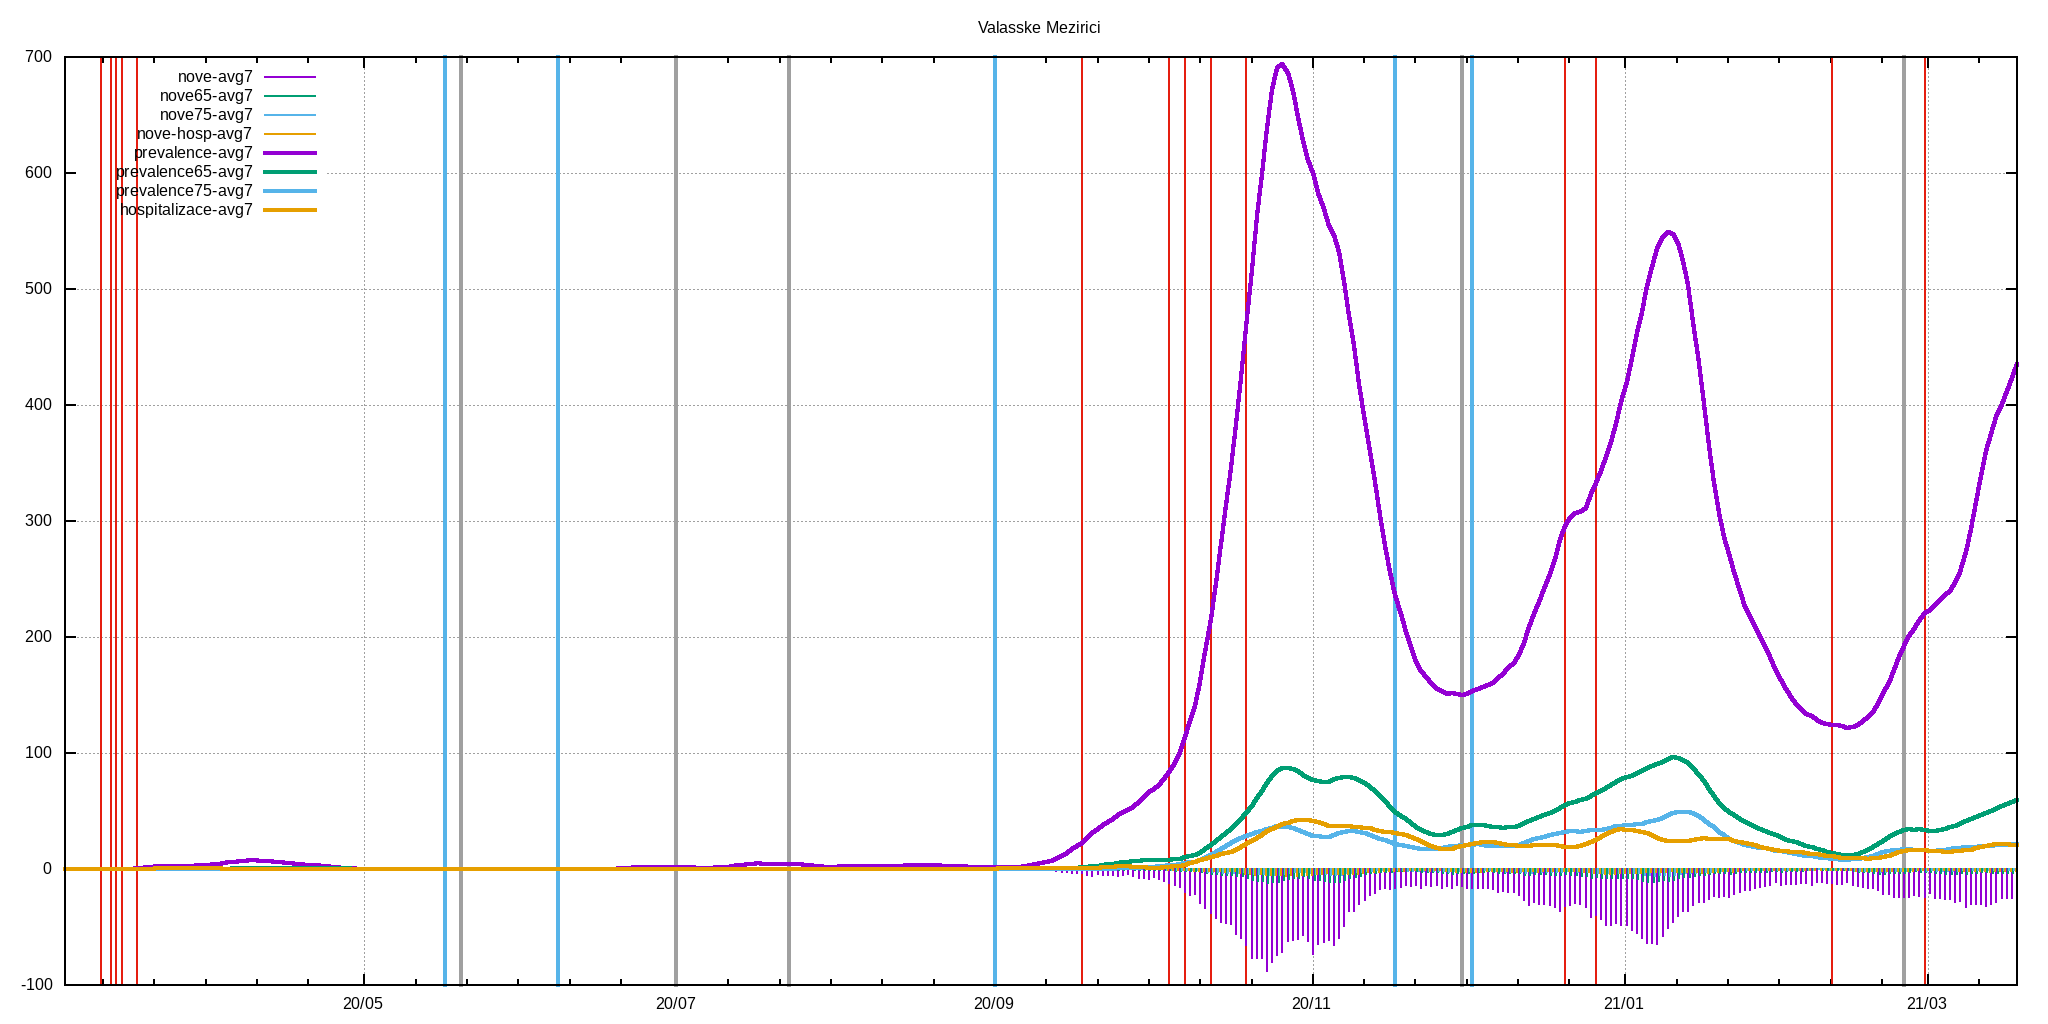 Valasske Mezirici
700
600
500
400
300
200
100
0
-100
nove-avg7
nove65-avg7
nove75-avg7
nove-hosp-avg7
prevalence-avg7
prevalence65-avg7
prevalence75-avg7
hospitalizace-avg7
20/05 20/07 20/09 20/11 21/01 21/03